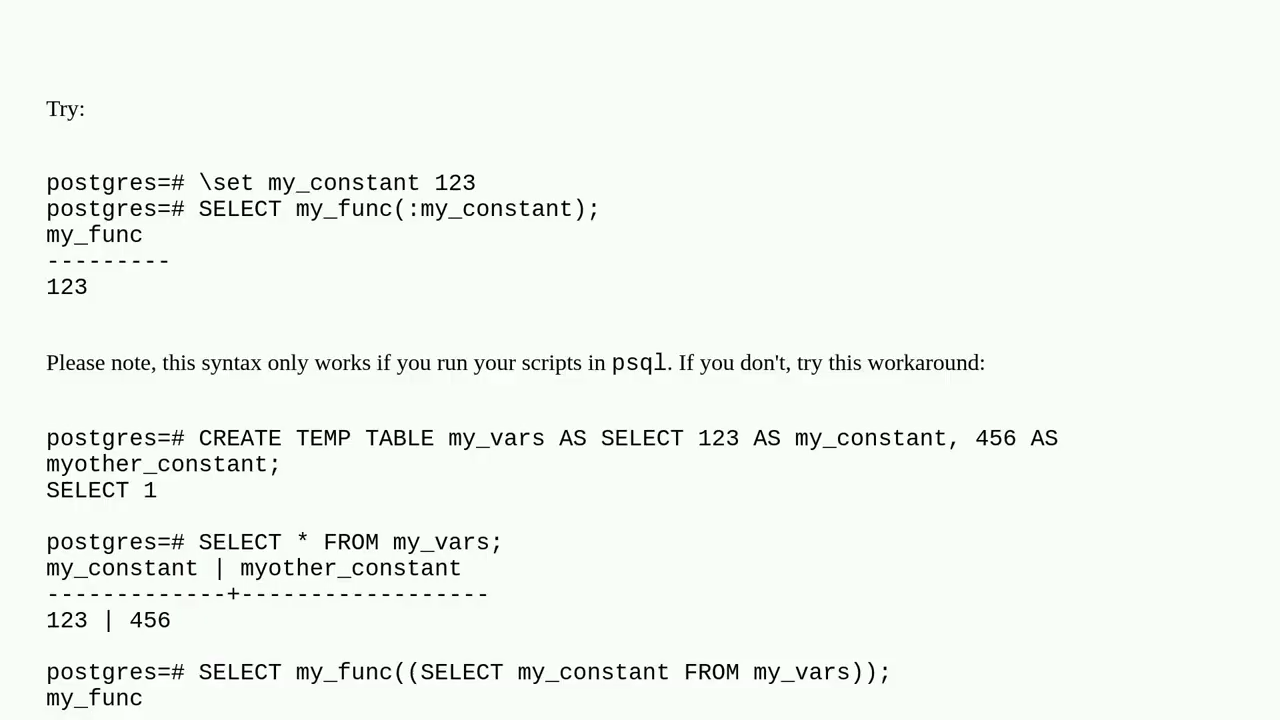 Try:
postgres=# \set my_constant 123
postgres=# SELECT my_func(:my_constant);
my_func
---------
123
Please note, this syntax only works if you run your scripts in psql. If you don't, try this workaround:
postgres=# CREATE TEMP TABLE my_vars AS SELECT 123 AS my_constant, 456 AS
myother_constant;
SELECT 1
postgres=# SELECT * FROM my_vars;
my_constant | myother_constant
-------------+------------------
123 | 456
postgres=# SELECT my_func((SELECT my_constant FROM my_vars));
my_func